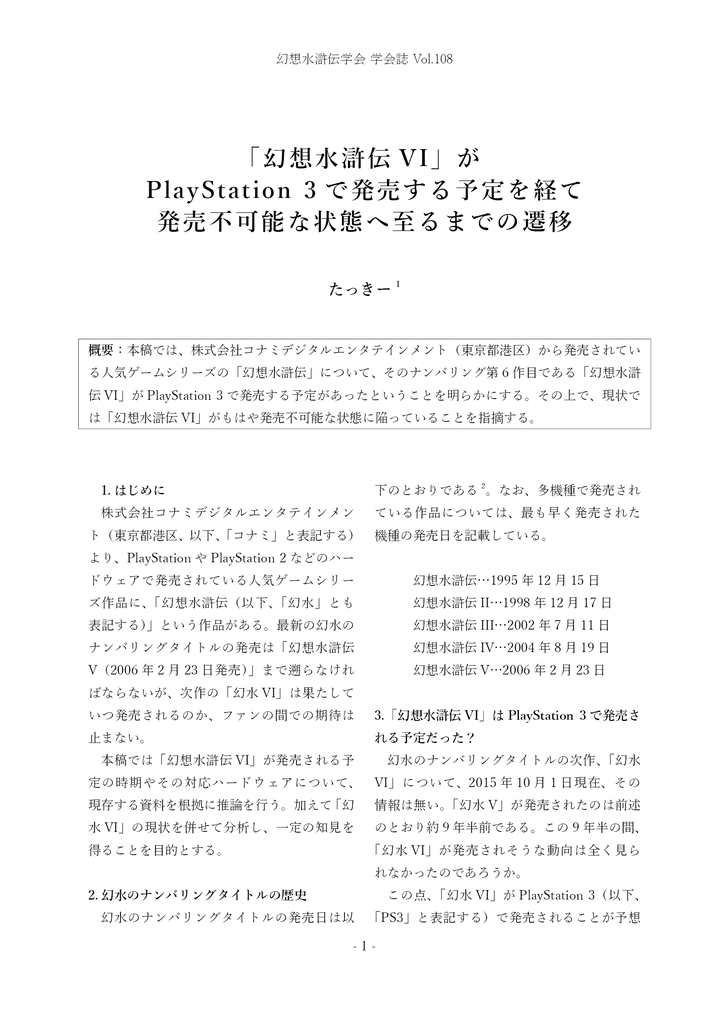 幻想水滸伝学会 学会誌 Vol.108
「幻想水滸伝 VI」が
PlayStation 3 で発売する予定を経て
発売不可能な状態へ至るまでの遷移
たっきー 1
概要：本稿では、株式会社コナミデジタルエンタテインメント（東京都港区）から発売されてい
る人気ゲームシリーズの「幻想水滸伝」について、そのナンバリング第 6 作目である「幻想水滸
伝 VI」が PlayStation 3 で発売する予定があったということを明らかにする。その上で、現状で
は「幻想水滸伝 VI」がもはや発売不可能な状態に陥っていることを指摘する。
1. はじめに
株式会社コナミデジタルエンタテインメン
ト（東京都港区、以下、「コナミ」と表記する）
より、PlayStation や PlayStation 2 などのハー
ドウェアで発売されている人気ゲームシリー
ズ作品に、「幻想水滸伝（以下、「幻水」とも
表記する）」という作品がある。最新の幻水の
ナンバリングタイトルの発売は「幻想水滸伝
V（2006 年 2 月 23 日発売）」まで遡らなけれ
ばならないが、次作の「幻水 VI」は果たして
いつ発売されるのか、ファンの間での期待は
止まない。
本稿では「幻想水滸伝 VI」が発売される予
定の時期やその対応ハードウェアについて、
現存する資料を根拠に推論を行う。加えて「幻
水 VI」の現状を併せて分析し、一定の知見を
得ることを目的とする。
2. 幻水のナンバリングタイトルの歴史
幻水のナンバリングタイトルの発売日は以
下のとおりである 2。なお、多機種で発売され
ている作品については、最も早く発売された
機種の発売日を記載している。
幻想水滸伝…1995 年 12 月 15 日
幻想水滸伝 II…1998 年 12 月 17 日
幻想水滸伝 III…2002 年 7 月 11 日
幻想水滸伝 IV…2004 年 8 月 19 日
幻想水滸伝 V…2006 年 2 月 23 日
3.「幻想水滸伝 VI」は PlayStation 3 で発売さ
れる予定だった？
幻水のナンバリングタイトルの次作、「幻水
VI」について、2015 年 10 月 1 日現在、その
情報は無い。「幻水 V」が発売されたのは前述
のとおり約 9 年半前である。この 9 年半の間、
「幻水 VI」が発売されそうな動向は全く見ら
れなかったのであろうか。
この点、「幻水 VI」が PlayStation 3（以下、
「PS3」と表記する）で発売されることが予想
- 1 -